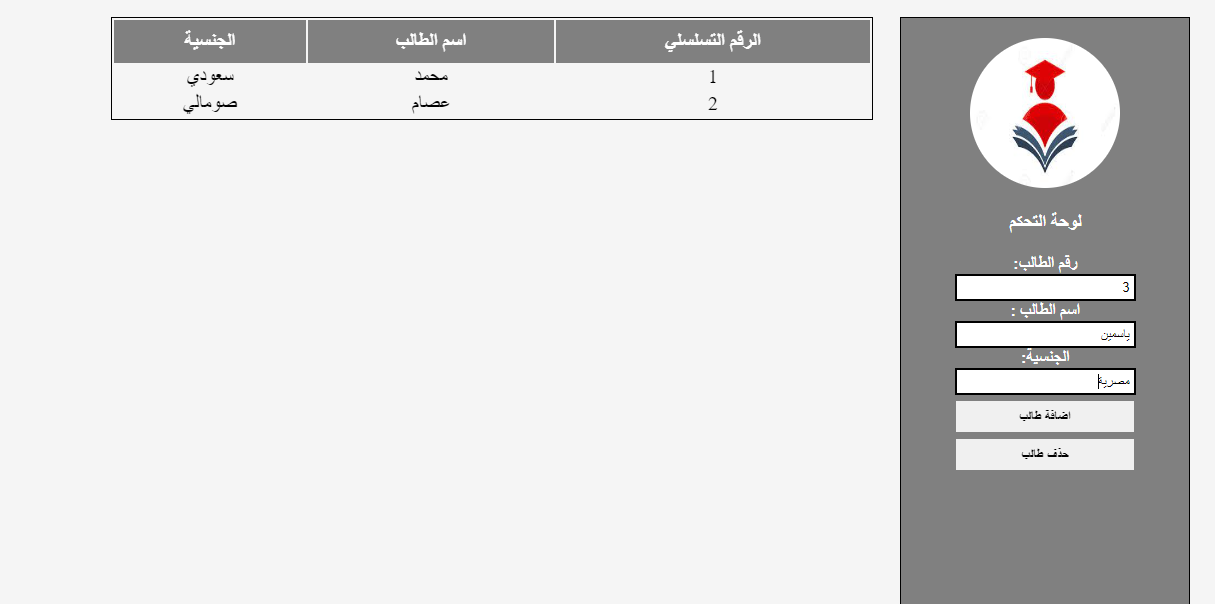 الرقم التسلسلي اسم الطالب الجنسية
1 محمد سعودي
2 عصام صومالي
لوحة التحكم
رقم الطالب:
3
اسم الطالب :
ياسمين
الجنسية:
مصرية
اضافة طالب
حذف طالب